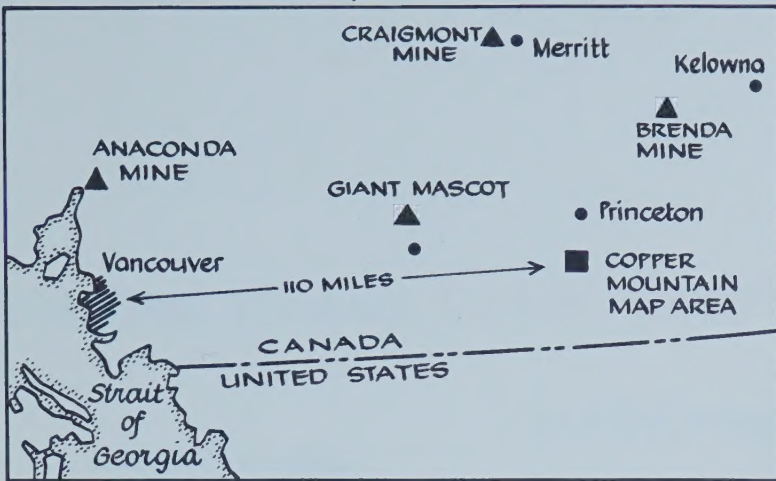 CRAIGMONT
MINE
Merritt
Kelowna
BRENDA
MINE
ANACONDA
MINE
GIANT MASCOT
Princeton
Vancouver
110 MILES
COPPER
MOUNTAIN
MAP AREA
CANADA
UNITED STATES
Strait
of
Georgia